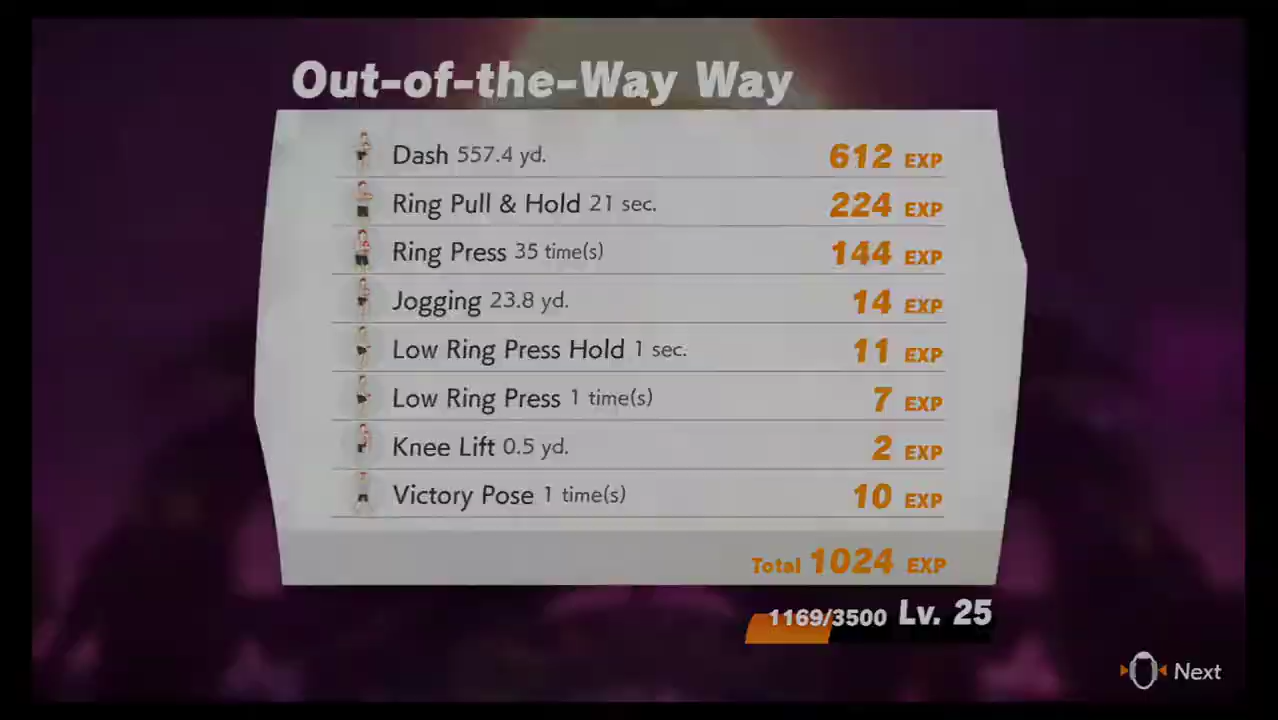 Out-of-the-Way Way
Dash 557.4 yd. 612 EXP
Ring Pull & Hold 21 sec. 224 EXP
Ring Press 35 time(s) 144 EXP
Jogging 23.8 yd. 14 EXP
Low Ring Press Hold 1 sec. 11 EXP
Low Ring Press 1 time(s) 7 EXP
Knee Lift 0.5 yd. 2 EXP
Victory Pose 1 time(s) 10 EXP
Total 1024 EXP
1169/3500 Lv. 25
Next